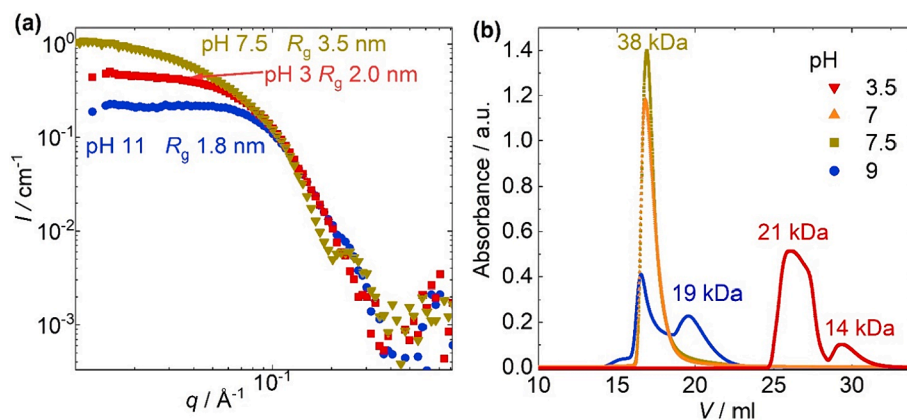 (a)
10⁰
10⁻¹
10⁻²
10⁻³
I / cm⁻¹
pH 7.5 Rg 3.5 nm
pH 3 Rg 2.0 nm
pH 11 Rg 1.8 nm
10⁻¹
q / Å⁻¹
(b)
1.4
1.2
1.0
0.8
0.6
0.4
0.2
0.0
Absorbance / a.u.
38 kDa
pH
3.5
7
7.5
9
21 kDa
19 kDa
14 kDa
10 15 20 25 30
V / ml